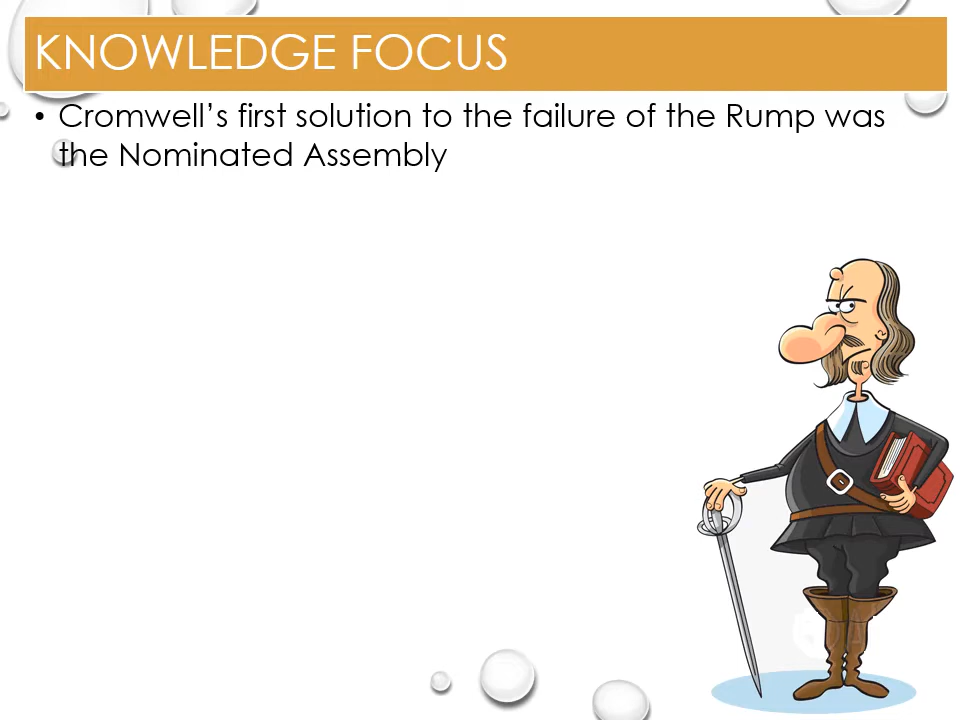 KNOWLEDGE FOCUS
• Cromwell’s first solution to the failure of the Rump was
the Nominated Assembly